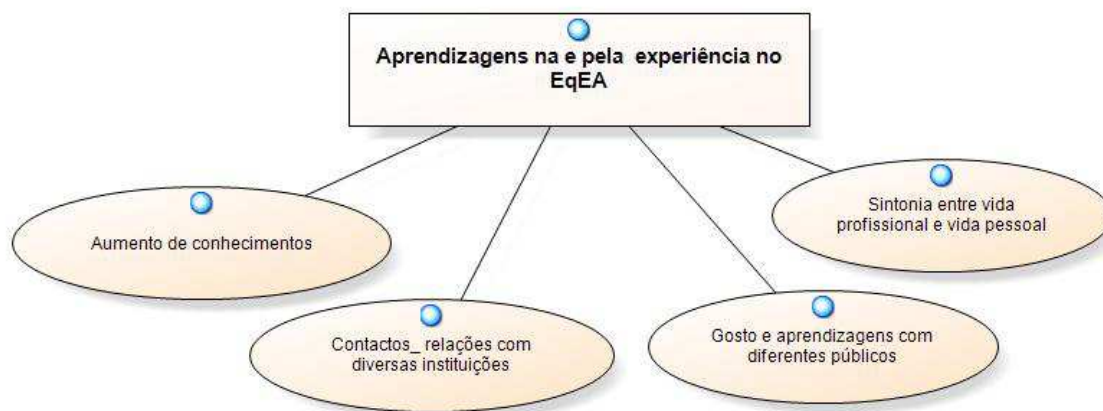 Aprendizagens na e pela experiência no
EqEA
Aumento de conhecimentos
Contactos_ relações com
diversas instituições
Gosto e aprendizagens com
diferentes públicos
Sintonia entre vida
profissional e vida pessoal